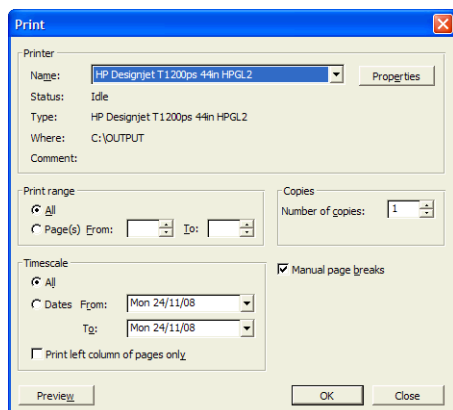 Print
Printer
Name: HP Designjet T1200ps 44in HPGL2 Properties
Status: Idle
Type: HP Designjet T1200ps 44in HPGL2
Where: C:\OUTPUT
Comment:
Print range Copies
All Number of copies: 1
Page(s) From: To:
Timescale
All Manual page breaks
Dates From: Mon 24/11/08
To: Mon 24/11/08
Print left column of pages only
Preview OK Close